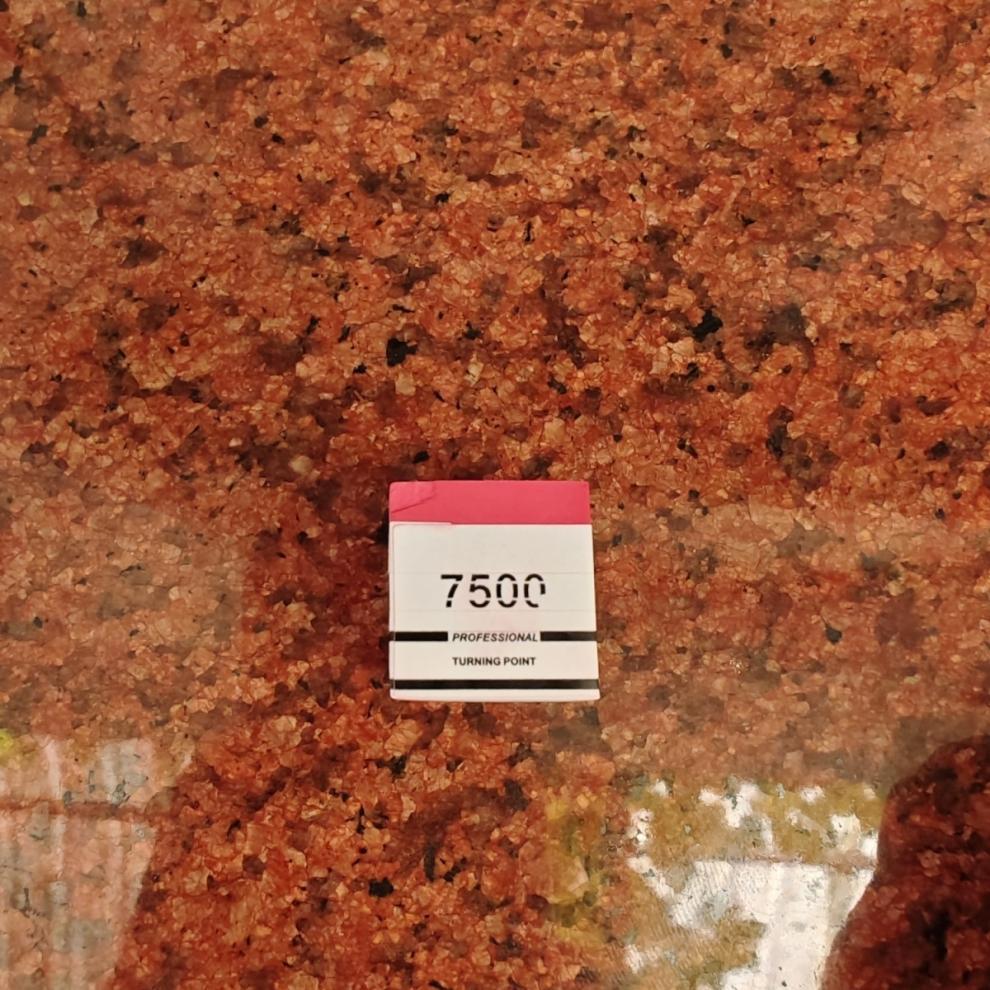 7500
PROFESSIONAL
TURNING POINT